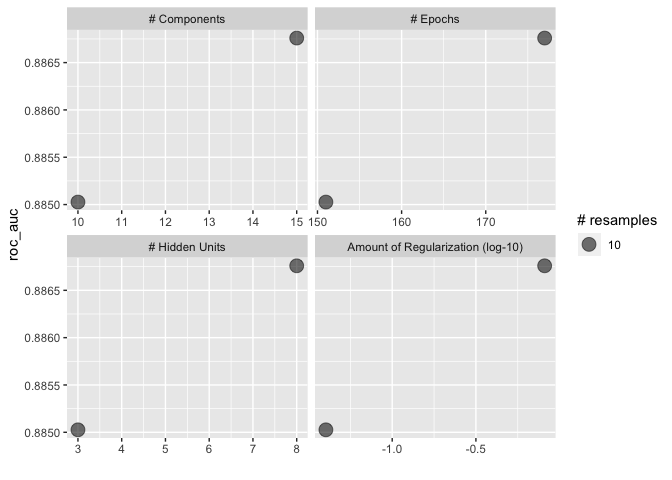 # Components
# Epochs
0.8865
0.8860
0.8855
0.8850
10 11 12 13 14 15
150 160 170
# Hidden Units
Amount of Regularization (log-10)
0.8865
0.8860
0.8855
0.8850
3 4 5 6 7 8
-1.0 -0.5
roc_auc
# resamples
10